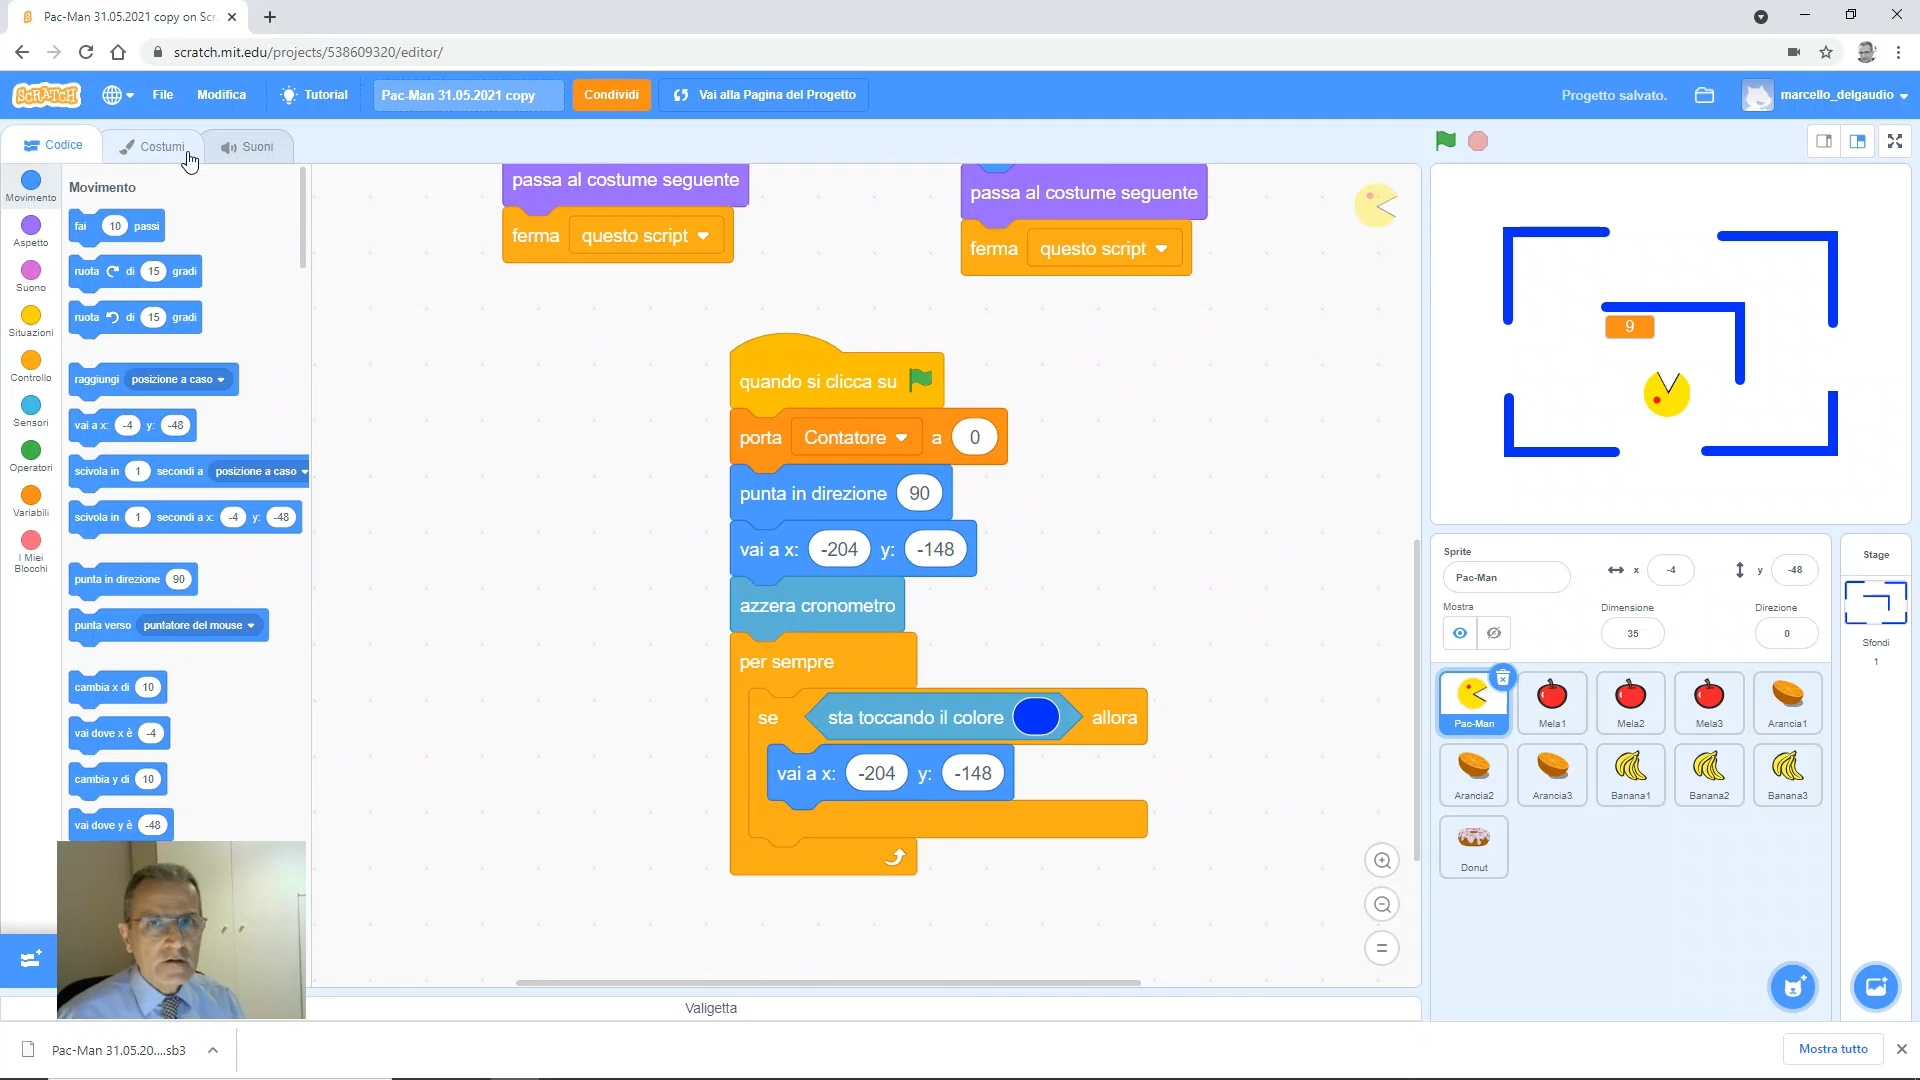 Pac-Man 31.05.2021 copy on Scr
scratch.mit.edu/projects/538609320/editor/
SCRATCH
File
Modifica
Tutorial
Pac-Man 31.05.2021 copy
Condividi
Vai alla Pagina del Progetto
Progetto salvato.
marcello_delgaudio
Codice
Costumi
Suoni
Movimento
Aspetto
Suono
Situazioni
Controllo
Sensori
Operatori
Variabili
I Miei
Blocchi
Movimento
fai 10 passi
ruota di 15 gradi
ruota di 15 gradi
raggiungi posizione a caso
vai a x: -4 y: -48
scivola in 1 secondi a posizione a caso
scivola in 1 secondi a x: -4 y: -48
punta in direzione 90
punta verso puntatore del mouse
cambia x di 10
vai dove x è -4
cambia y di 10
vai dove y è -48
passa al costume seguente
ferma questo script
passa al costume seguente
ferma questo script
quando si clicca su
porta Contatore a 0
punta in direzione 90
vai a x: -204 y: -148
azzera cronometro
per sempre
se sta toccando il colore allora
vai a x: -204 y: -148
Valigetta
9
Sprite
Pac-Man
x -4
y -48
Mostra
Dimensione
35
Direzione
0
Stage
Sfondi
1
Pac-Man
Mela1
Mela2
Mela3
Arancia1
Arancia2
Arancia3
Banana1
Banana2
Banana3
Donut
Pac-Man 31.05.20....sb3
Mostra tutto